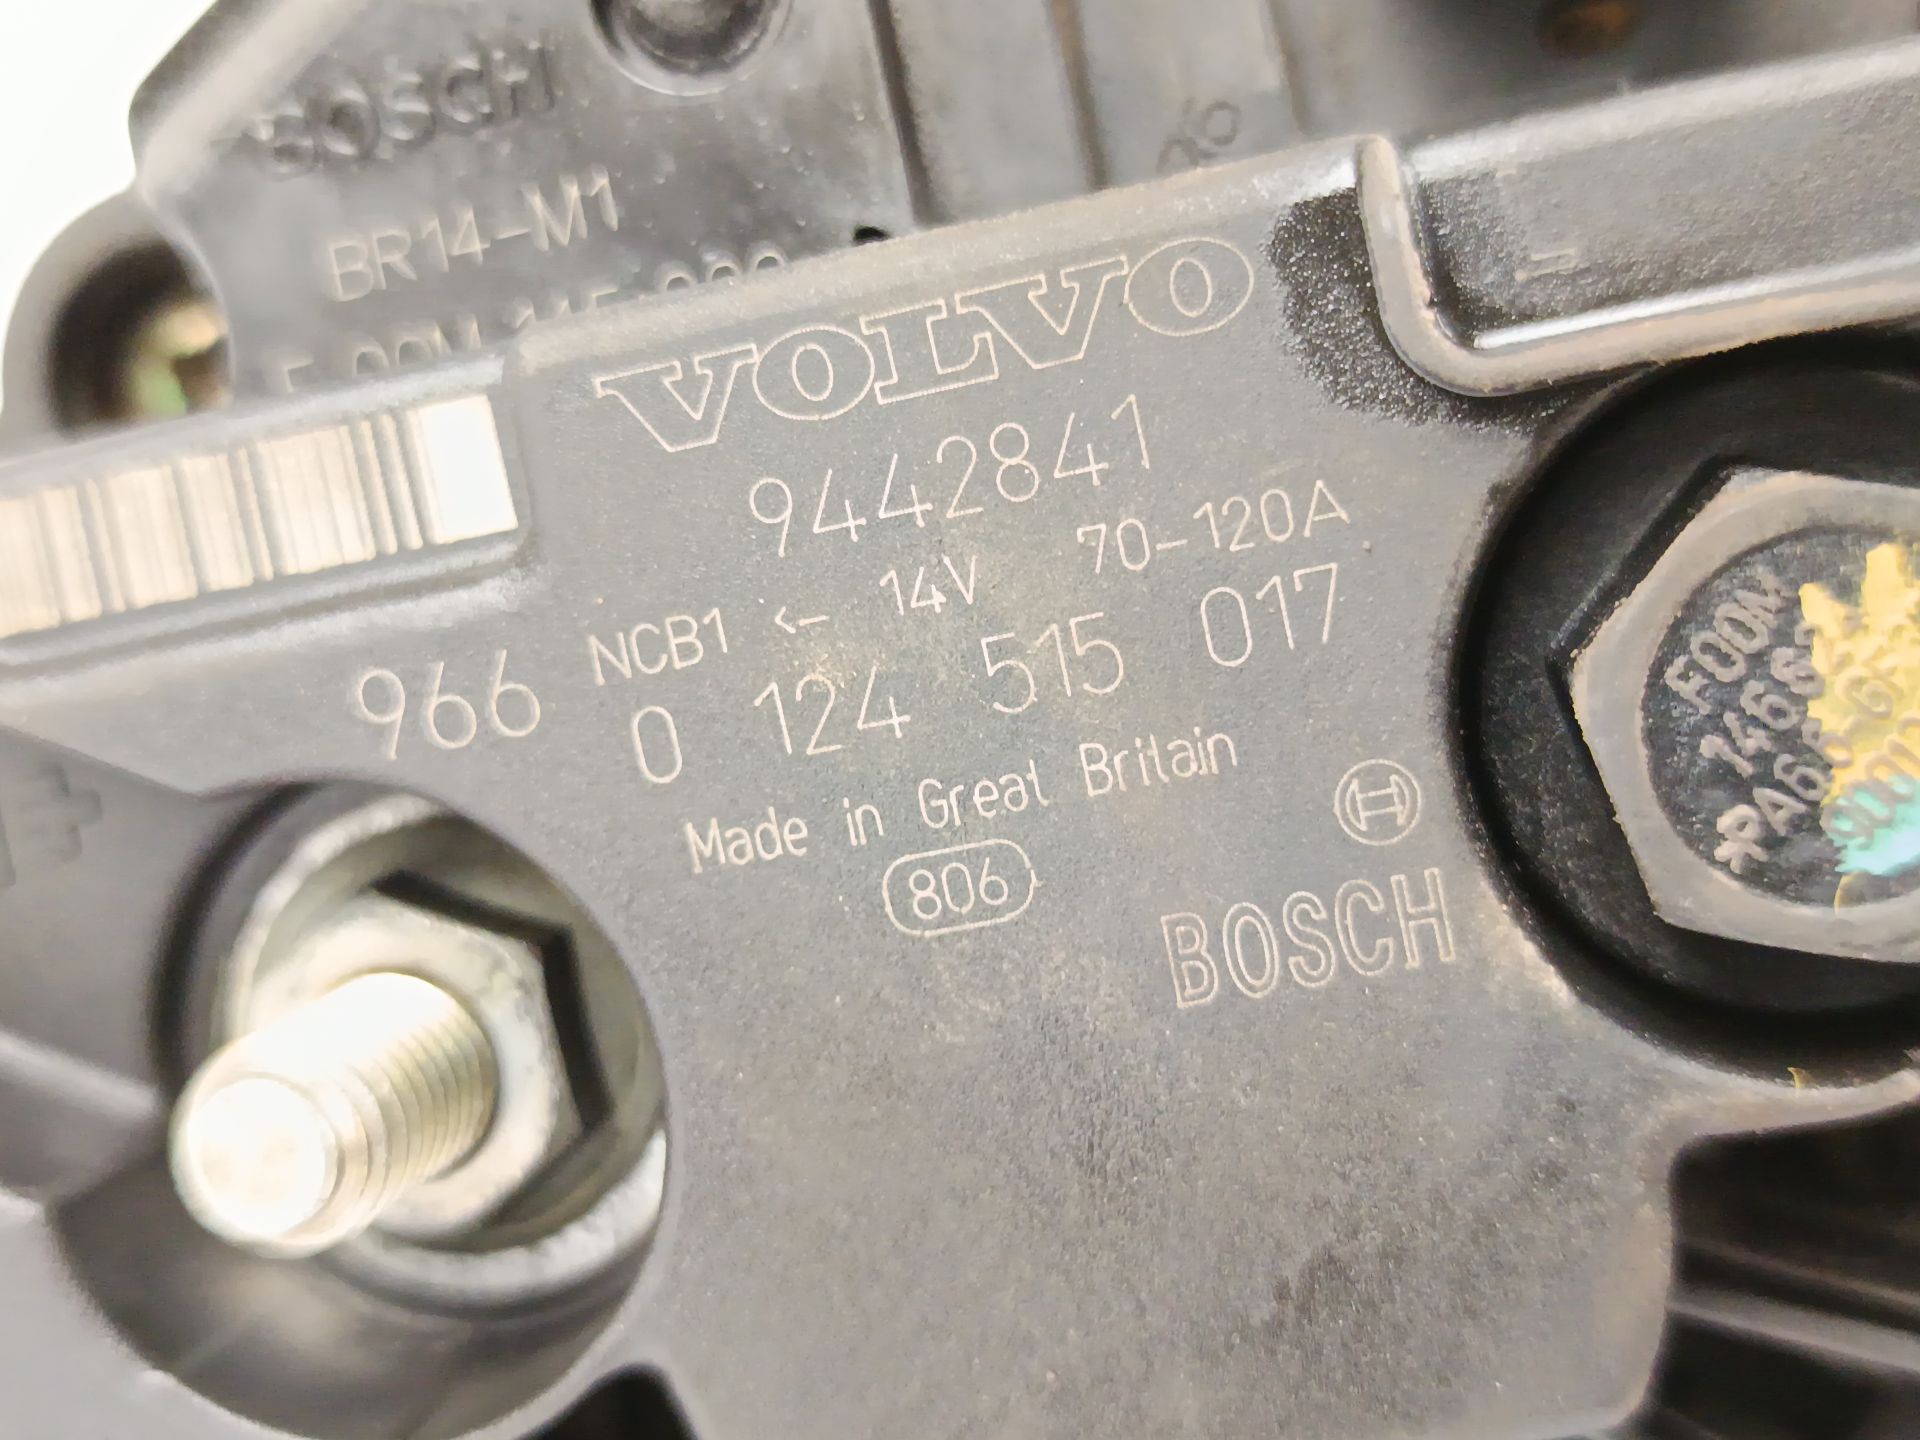 BOSCH
BR14-M1
VOLVO
9442841
NCB1 <- 14V 70-120A
966 0 124 515 017
Made in Great Britain
806
BOSCH
F00M